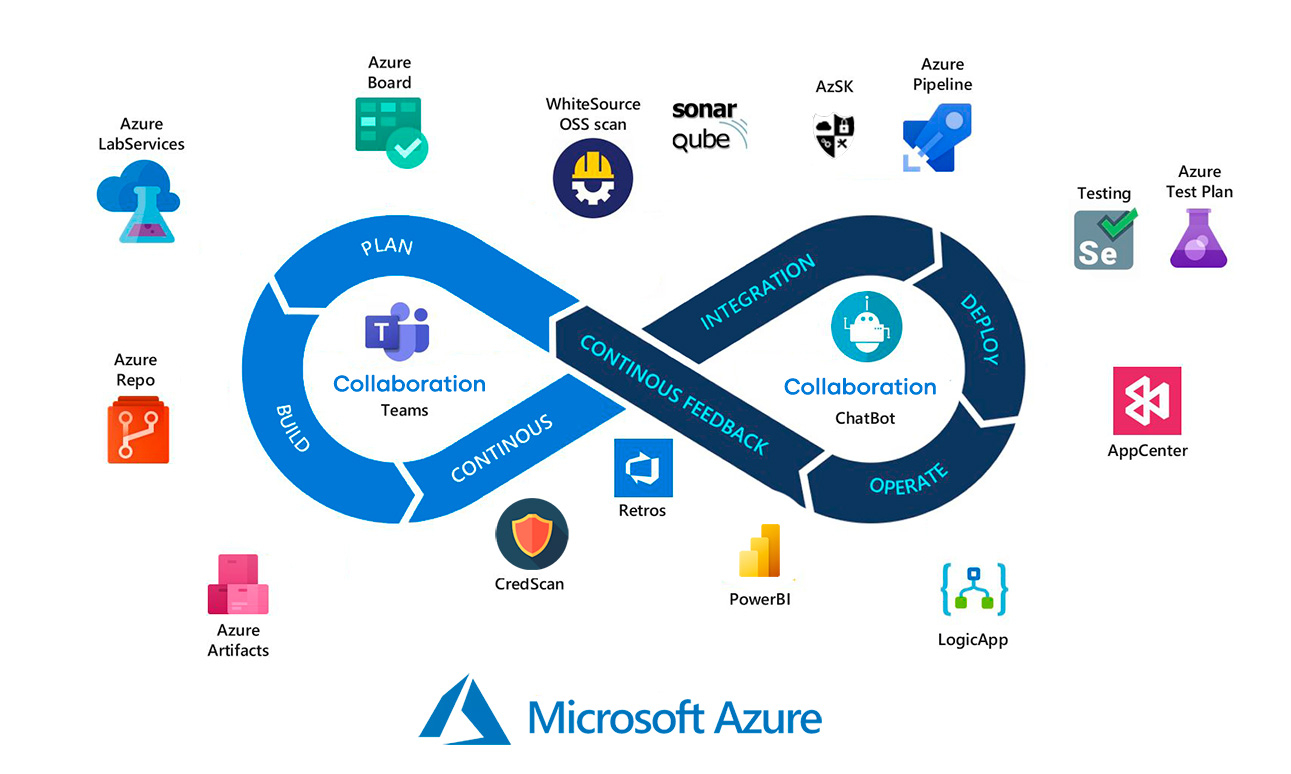 Azure
Board
Azure
Pipeline
AzSK
WhiteSource
OSS scan
sonar
qube
Azure
LabServices
Azure
Test Plan
Testing
Se
PLAN
INTEGRATION
DEPLOY
T
CONTINOUS FEEDBACK
Collaboration
Teams
Collaboration
ChatBot
Azure
Repo
BUILD
CONTINOUS
OPERATE
AppCenter
Retros
CredScan
PowerBI
LogicApp
Azure
Artifacts
Microsoft Azure